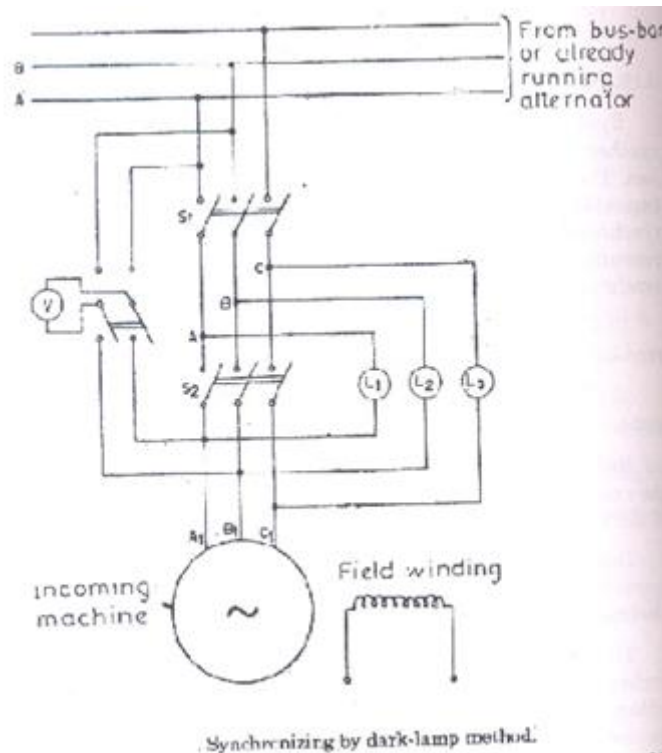 From bus-bar
or already
running
alternator
B
A
S1
C
B
A
V
S2
L1
L2
L3
A1
B1
C1
Incoming
machine
~
Field winding
Synchronizing by dark-lamp method.